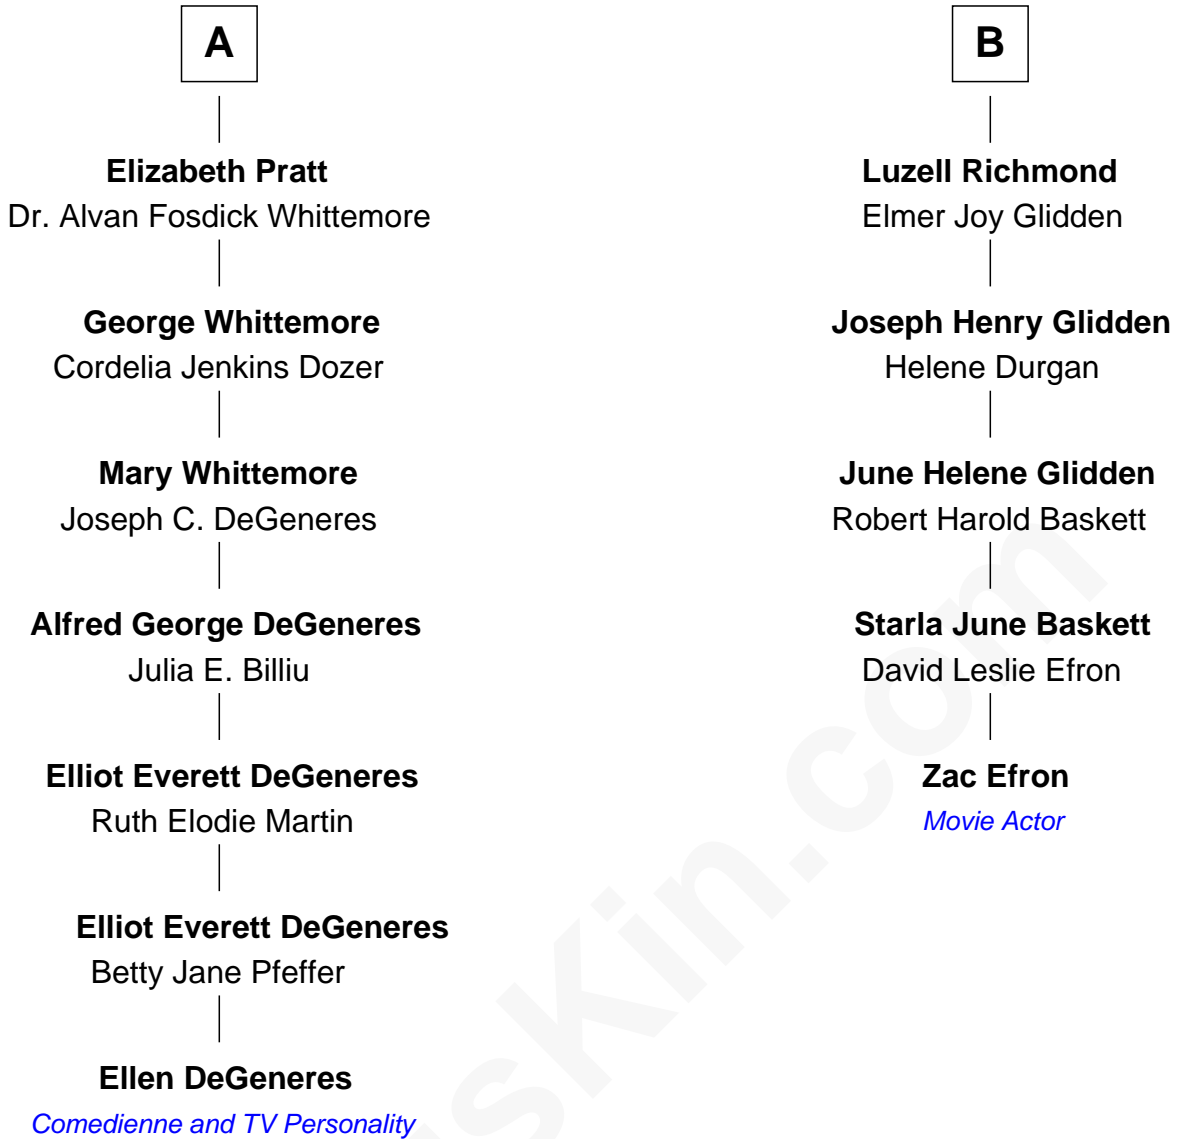 A
Elizabeth Pratt
Dr. Alvan Fosdick Whittemore
George Whittemore
Cordelia Jenkins Dozer
Mary Whittemore
Joseph C. DeGeneres
Alfred George DeGeneres
Julia E. Billiu
Elliot Everett DeGeneres
Ruth Elodie Martin
Elliot Everett DeGeneres
Betty Jane Pfeffer
Ellen DeGeneres
Comedienne and TV Personality
B
Luzell Richmond
Elmer Joy Glidden
Joseph Henry Glidden
Helene Durgan
June Helene Glidden
Robert Harold Baskett
Starla June Baskett
David Leslie Efron
Zac Efron
Movie Actor
usKin.com